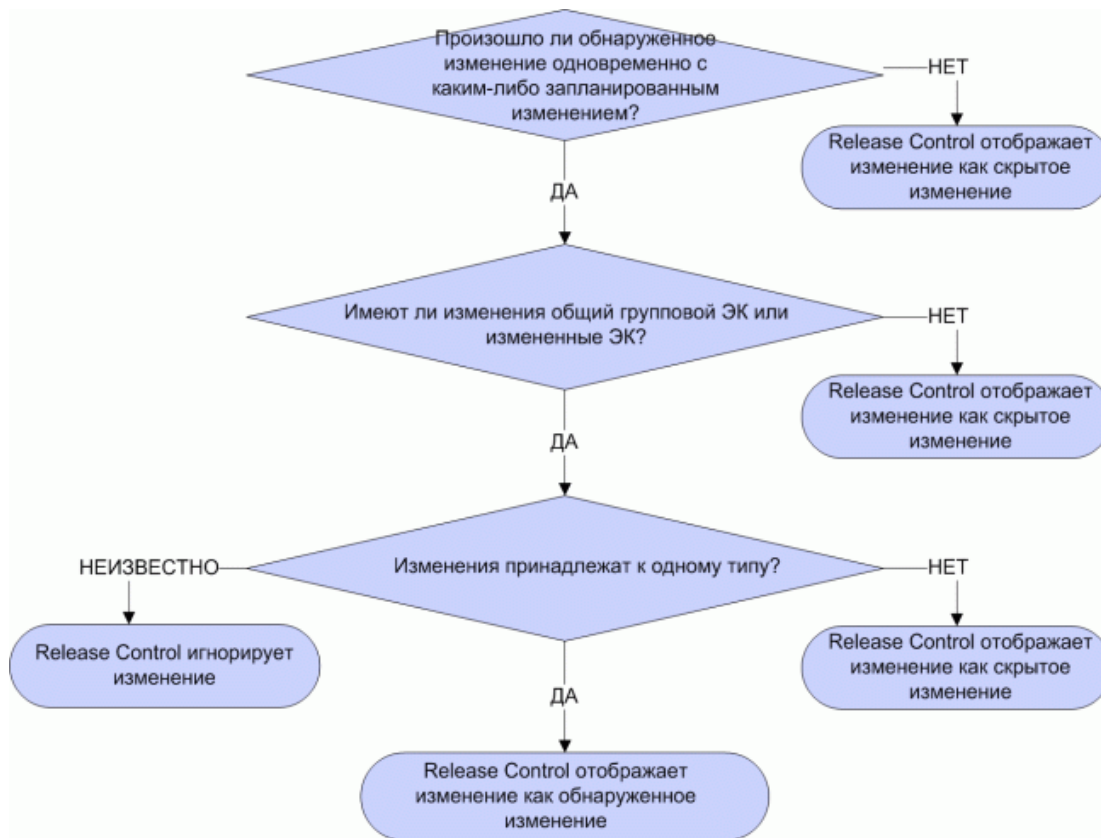 Произошло ли обнаруженное
изменение одновременно с
каким-либо запланированным
изменением?
НЕТ
Release Control отображает
изменение как скрытое
изменение
ДА
Имеют ли изменения общий групповой ЭК или
измененные ЭК?
НЕТ
Release Control отображает
изменение как скрытое
изменение
ДА
Изменения принадлежат к одному типу?
НЕИЗВЕСТНО
НЕТ
Release Control игнорирует
изменение
Release Control отображает
изменение как скрытое
изменение
ДА
Release Control отображает
изменение как обнаруженное
изменение